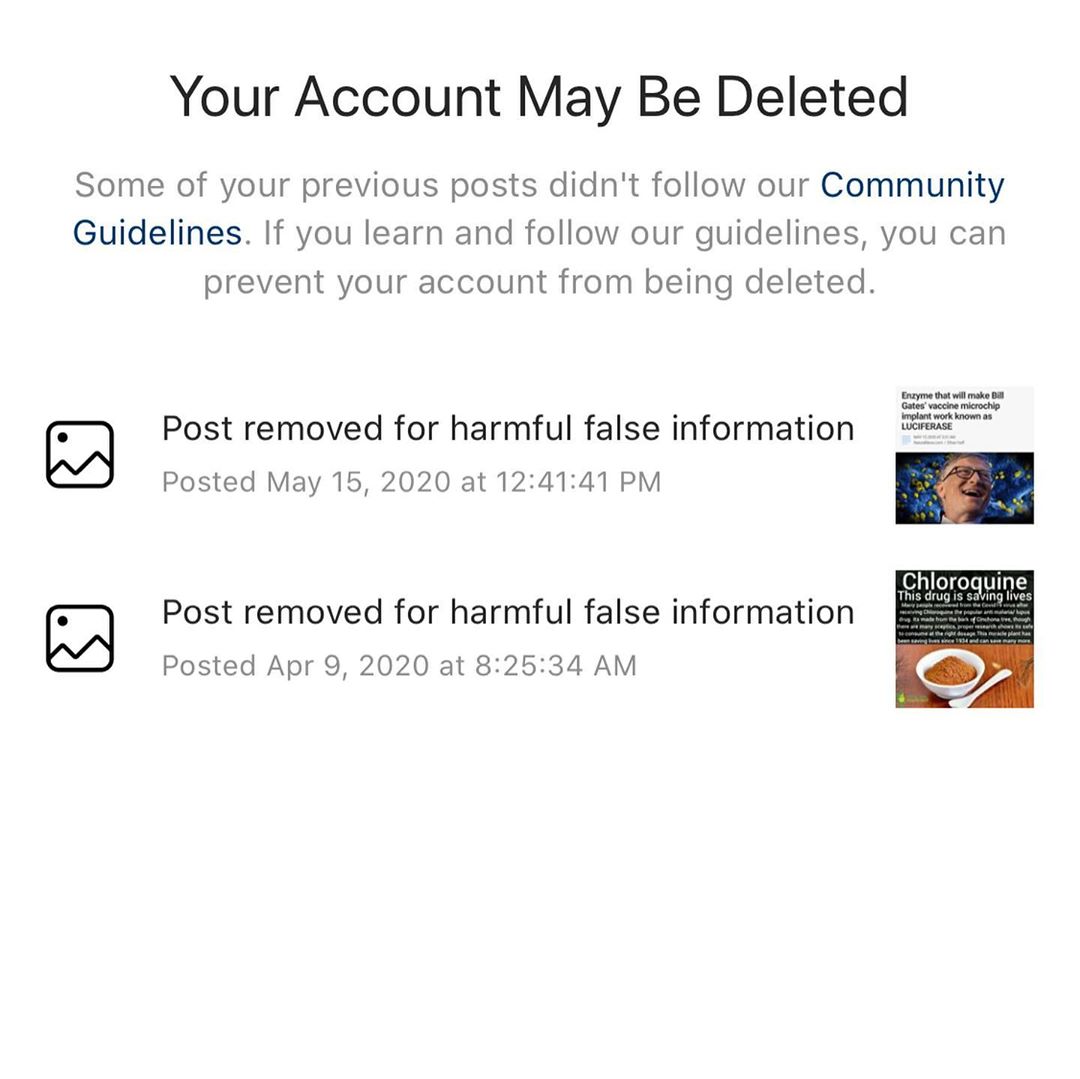 Your Account May Be Deleted
Some of your previous posts didn't follow our Community
Guidelines. If you learn and follow our guidelines, you can
prevent your account from being deleted.
Post removed for harmful false information
Posted May 15, 2020 at 12:41:41 PM
Enzyme that will make Bill
Gates' vaccine microchip
implant work known as
LUCIFERASE
Post removed for harmful false information
Posted Apr 9, 2020 at 8:25:34 AM
Chloroquine
This drug is saving lives
Many people recovered from the Covid19 virus after
receiving Chloroquine the popular anti malaria/ lupus
drug. Its made from the bark of Cinchona tree, though
there are many sceptics, proper research shows its safe
to consume at the right dosage. This miracle plant has
been saving lives since 1934 and can save many more.